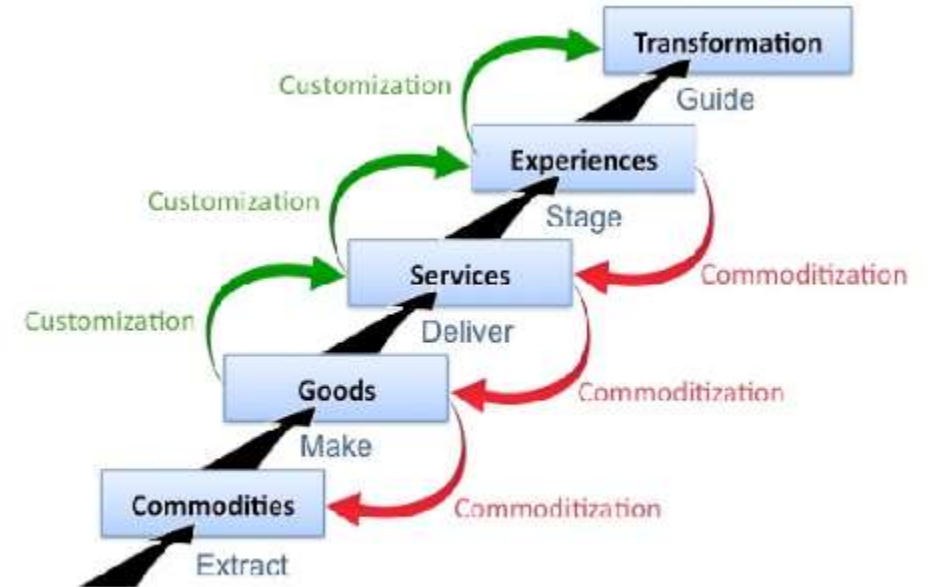 Transformation
Customization
Guide
Experiences
Customization
Stage
Services
Commoditization
Customization
Deliver
Goods
Commoditization
Make
Commodities
Commoditization
Extract